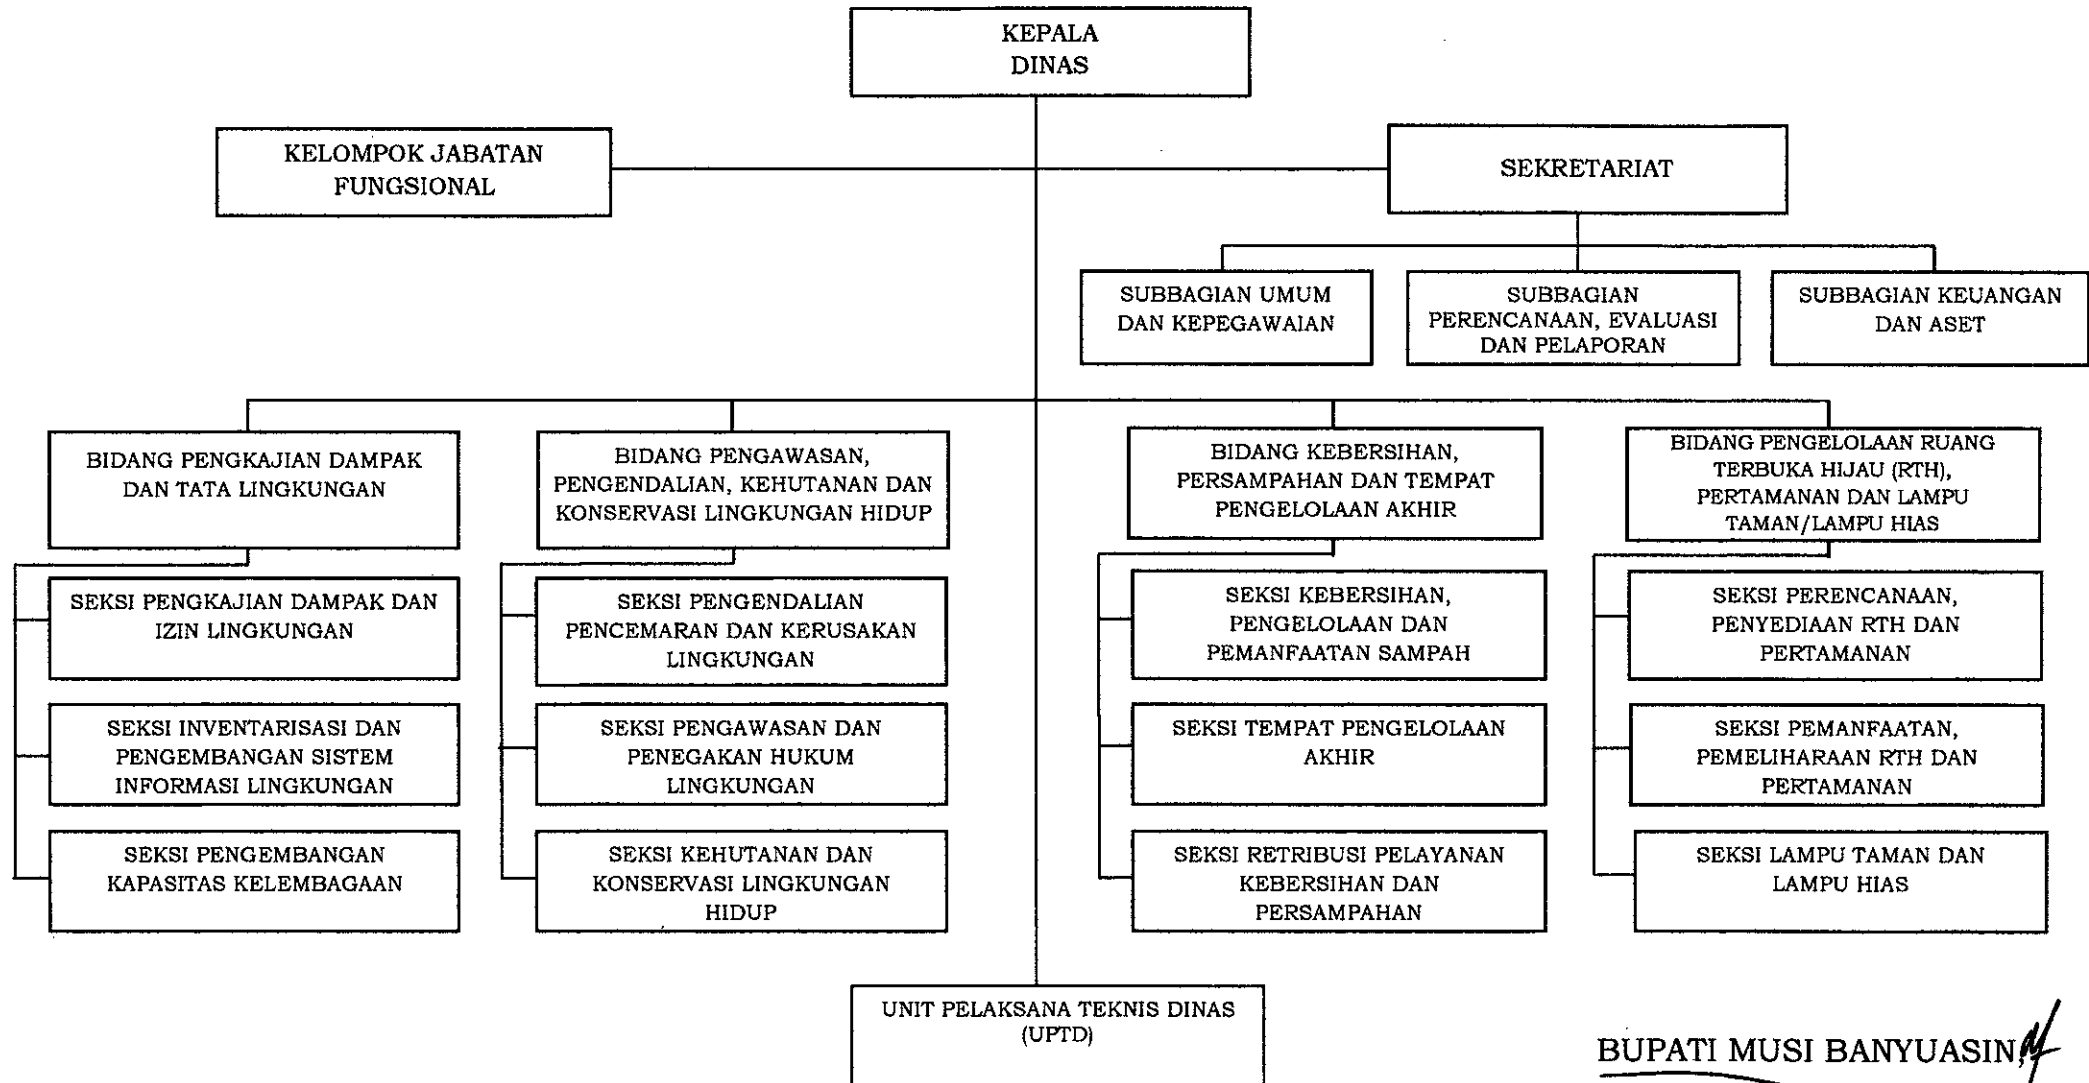 KEPALA
DINAS
KELOMPOK JABATAN
FUNGSIONAL
SEKRETARIAT
SUBBAGIAN UMUM
DAN KEPEGAWAIAN
SUBBAGIAN
PERENCANAAN, EVALUASI
DAN PELAPORAN
SUBBAGIAN KEUANGAN
DAN ASET
BIDANG PENGKAJIAN DAMPAK
DAN TATA LINGKUNGAN
BIDANG PENGAWASAN,
PENGENDALIAN, KEHUTANAN DAN
KONSERVASI LINGKUNGAN HIDUP
BIDANG KEBERSIHAN,
PERSAMPAHAN DAN TEMPAT
PENGELOLAAN AKHIR
BIDANG PENGELOLAAN RUANG
TERBUKA HIJAU (RTH),
PERTAMANAN DAN LAMPU
TAMAN/LAMPU HIAS
SEKSI PENGKAJIAN DAMPAK DAN
IZIN LINGKUNGAN
SEKSI PENGENDALIAN
PENCEMARAN DAN KERUSAKAN
LINGKUNGAN
SEKSI KEBERSIHAN,
PENGELOLAAN DAN
PEMANFAATAN SAMPAH
SEKSI PERENCANAAN,
PENYEDIAAN RTH DAN
PERTAMANAN
SEKSI INVENTARISASI DAN
PENGEMBANGAN SISTEM
INFORMASI LINGKUNGAN
SEKSI PENGAWASAN DAN
PENEGAKAN HUKUM
LINGKUNGAN
SEKSI TEMPAT PENGELOLAAN
AKHIR
SEKSI PEMANFAATAN,
PEMELIHARAAN RTH DAN
PERTAMANAN
SEKSI PENGEMBANGAN
KAPASITAS KELEMBAGAAN
SEKSI KEHUTANAN DAN
KONSERVASI LINGKUNGAN
HIDUP
SEKSI RETRIBUSI PELAYANAN
KEBERSIHAN DAN
PERSAMPAHAN
SEKSI LAMPU TAMAN DAN
LAMPU HIAS
UNIT PELAKSANA TEKNIS DINAS
(UPTD)
BUPATI MUSI BANYUASIN